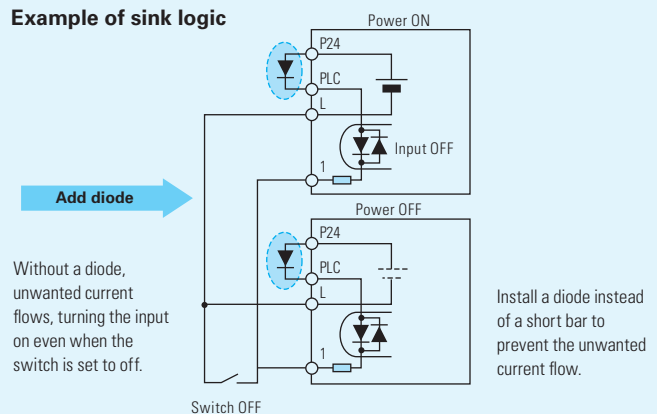 Example of sink logic
Power ON
P24
PLC
L
Input OFF
1
Add diode
Power OFF
P24
PLC
L
1
Without a diode,
unwanted current
flows, turning the input
on even when the
switch is set to off.
Install a diode instead
of a short bar to
prevent the unwanted
current flow.
Switch OFF